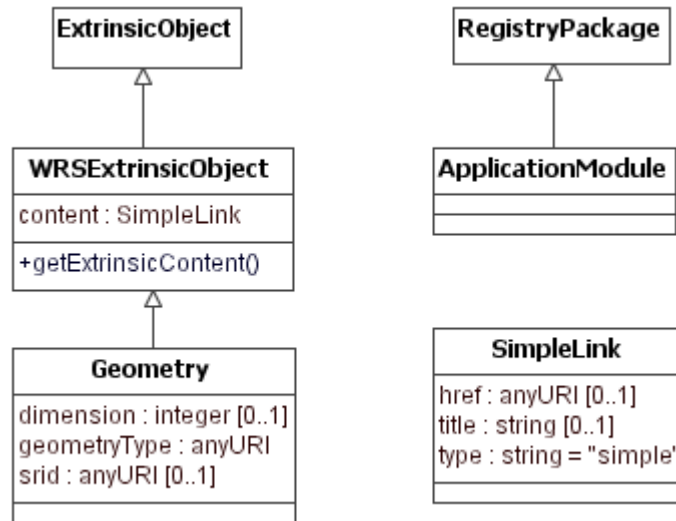 ExtrinsicObject
RegistryPackage
WRSExtrinsicObject
content : SimpleLink
+getExtrinsicContent()
ApplicationModule
Geometry
dimension : integer [0..1]
geometryType : anyURI
srid : anyURI [0..1]
SimpleLink
href : anyURI [0..1]
title : string [0..1]
type : string = "simple"